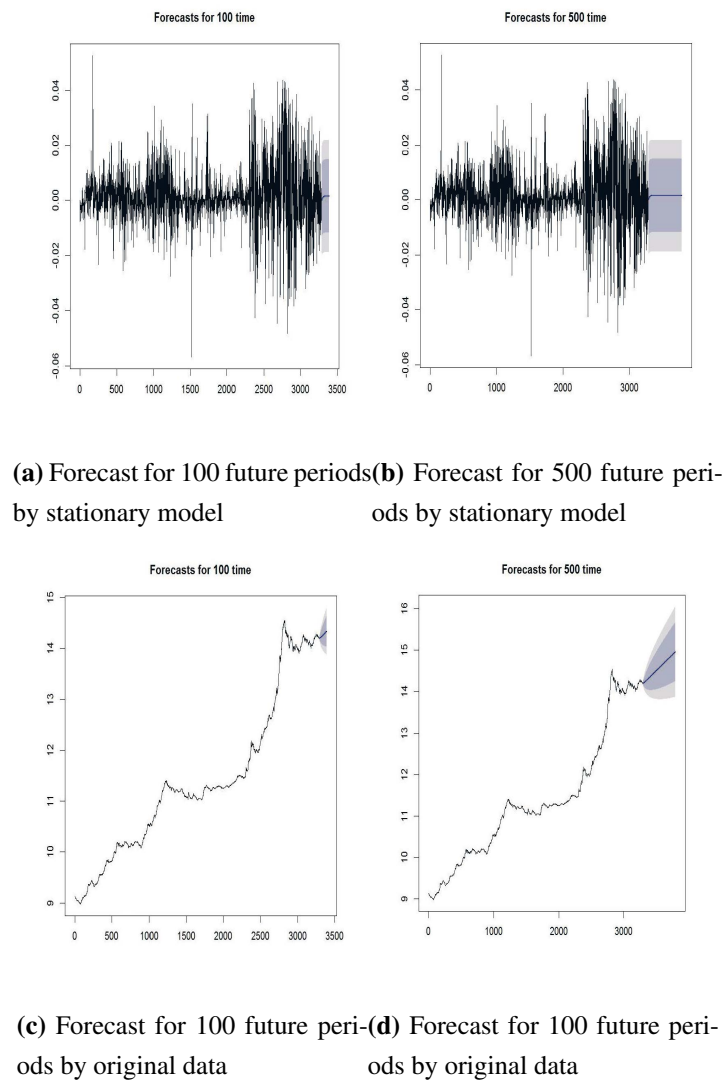 Forecasts for 100 time
0.04
0.02
0.00
−0.02
−0.04
−0.06
0 500 1000 1500 2000 2500 3000 3500
Forecasts for 500 time
0.04
0.02
0.00
−0.02
−0.04
−0.06
0 1000 2000 3000
(a) Forecast for 100 future periods
by stationary model
(b) Forecast for 500 future peri-
ods by stationary model
Forecasts for 100 time
15
14
13
12
11
10
9
0 500 1000 1500 2000 2500 3000 3500
Forecasts for 500 time
16
15
14
13
12
11
10
9
0 1000 2000 3000
(c) Forecast for 100 future peri-
ods by original data
(d) Forecast for 100 future peri-
ods by original data